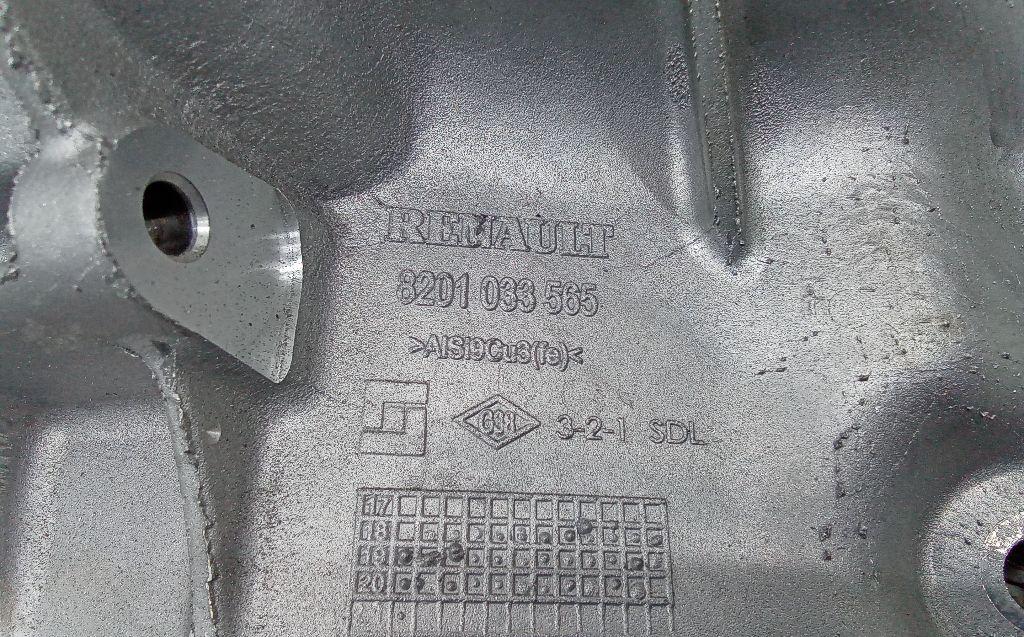 RENAULT
8201 033 565
>AlSi9Cu3(fe)<
3-2-1 SDL
17
18
19
20